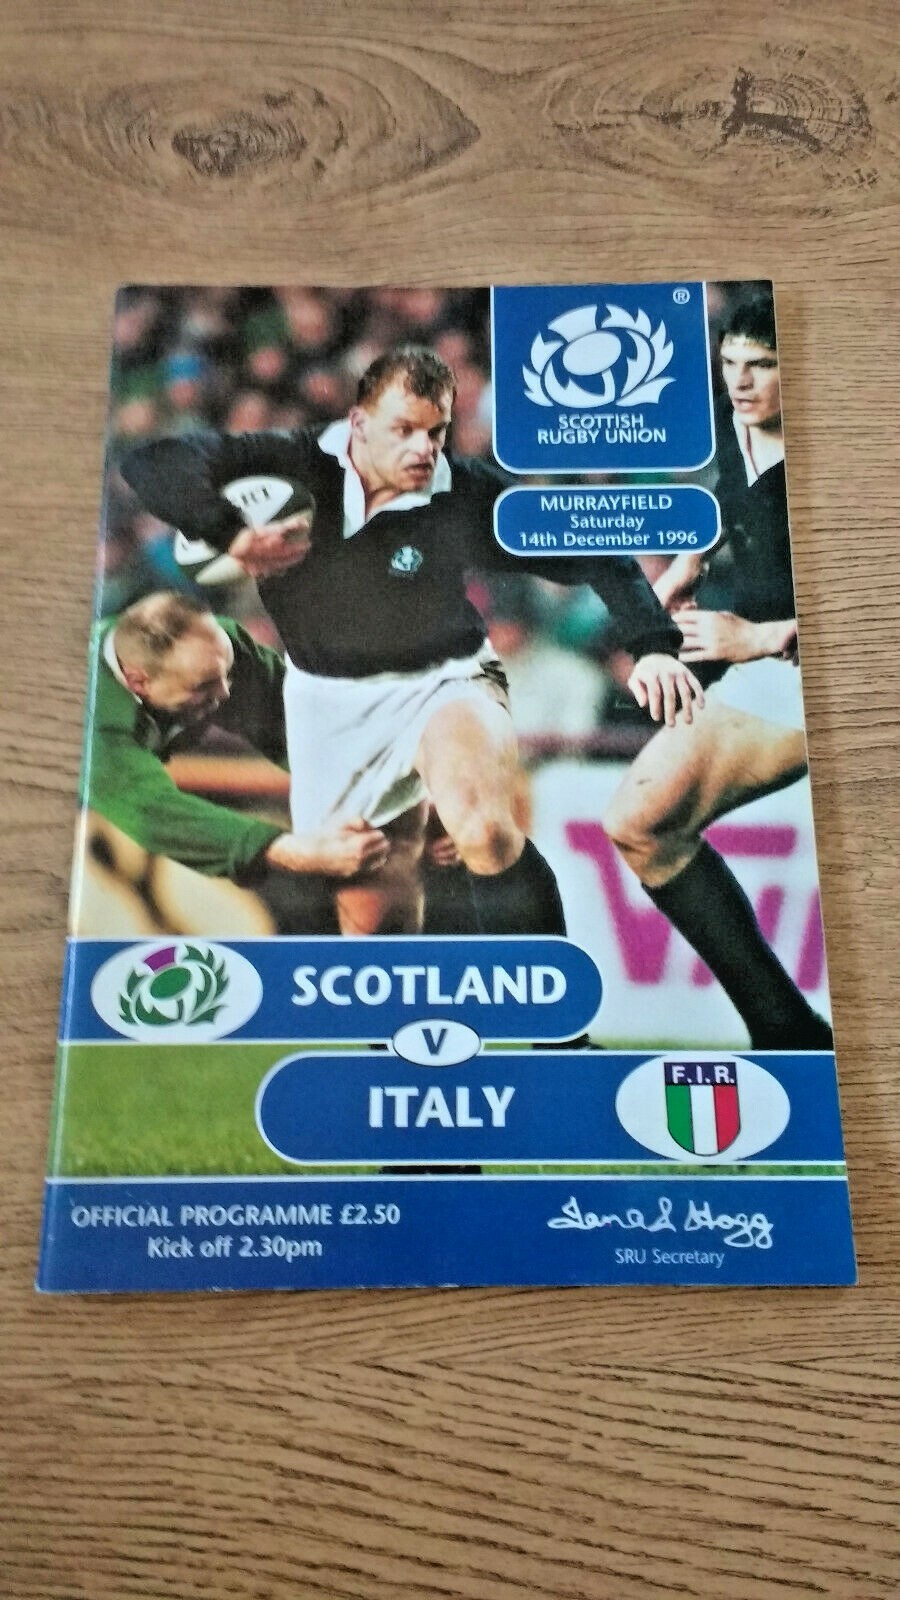 ®
SCOTTISH
RUGBY UNION
MURRAYFIELD
Saturday
14th December 1996
SCOTLAND
V
ITALY
F.I.R.
OFFICIAL PROGRAMME £2.50
Kick off 2.30pm
SRU Secretary